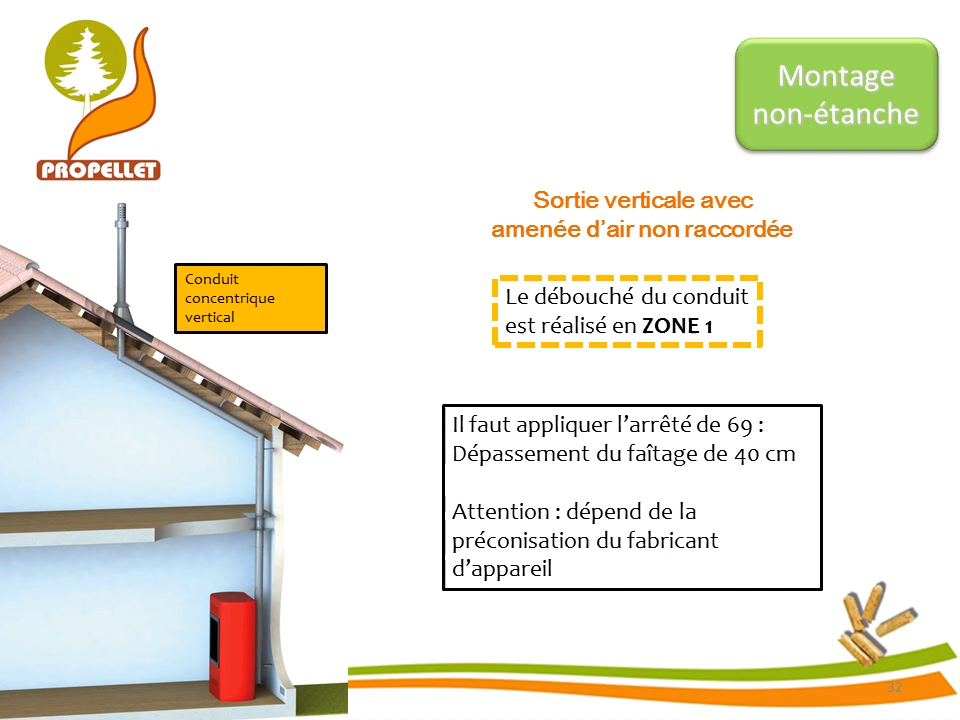 PROPELLET
Montage
non-étanche
Sortie verticale avec
amenée d’air non raccordée
Conduit
concentrique
vertical
Le débouché du conduit
est réalisé en ZONE 1
Il faut appliquer l’arrêté de 69 :
Dépassement du faîtage de 40 cm
Attention : dépend de la
préconisation du fabricant
d’appareil
32